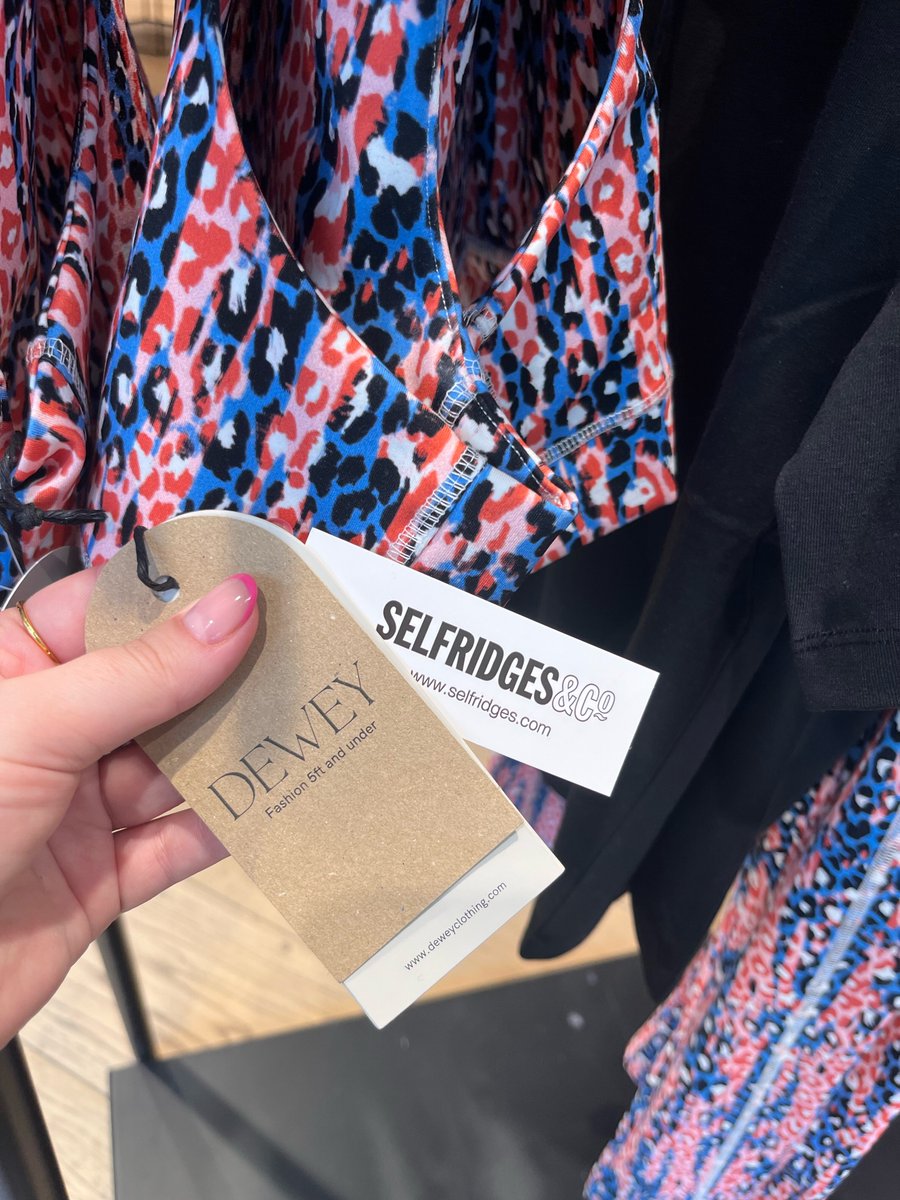 SELFRIDGES&Co
www.selfridges.com
DEWEY
Fashion 5ft and under
www.deweyclothing.com